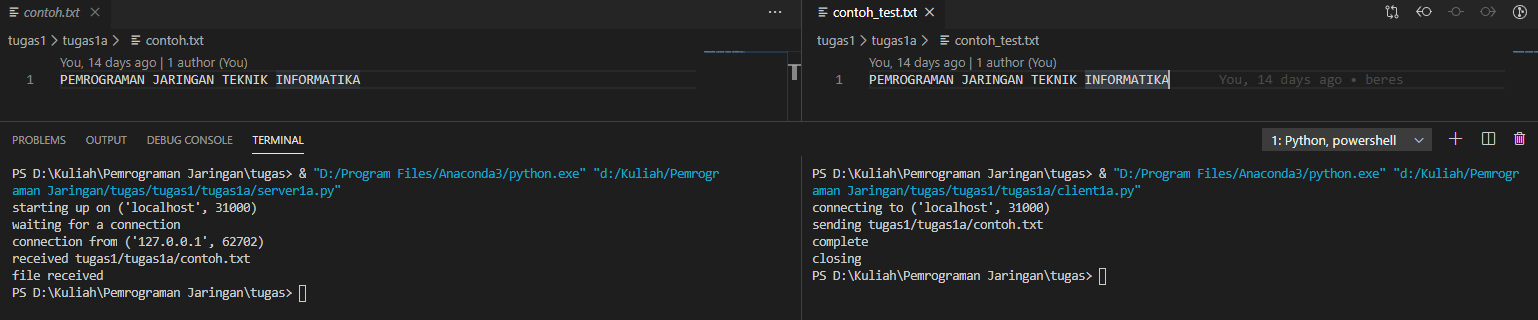 contoh.txt
tugas1 > tugas1a > contoh.txt
You, 14 days ago | 1 author (You)
1 PEMROGRAMAN JARINGAN TEKNIK INFORMATIKA
contoh_test.txt
tugas1 > tugas1a > contoh_test.txt
You, 14 days ago | 1 author (You)
1 PEMROGRAMAN JARINGAN TEKNIK INFORMATIKA You, 14 days ago • beres
PROBLEMS OUTPUT DEBUG CONSOLE TERMINAL
1: Python, powershell
PS D:\Kuliah\Pemrograman Jaringan\tugas> & "D:/Program Files/Anaconda3/python.exe" "d:/Kuliah/Pemrogr
aman Jaringan/tugas/tugas1/tugas1a/server1a.py"
starting up on ('localhost', 31000)
waiting for a connection
connection from ('127.0.0.1', 62702)
received tugas1/tugas1a/contoh.txt
file received
PS D:\Kuliah\Pemrograman Jaringan\tugas>
PS D:\Kuliah\Pemrograman Jaringan\tugas> & "D:/Program Files/Anaconda3/python.exe" "d:/Kuliah/Pemrogr
aman Jaringan/tugas/tugas1/tugas1a/client1a.py"
connecting to ('localhost', 31000)
sending tugas1/tugas1a/contoh.txt
complete
closing
PS D:\Kuliah\Pemrograman Jaringan\tugas>